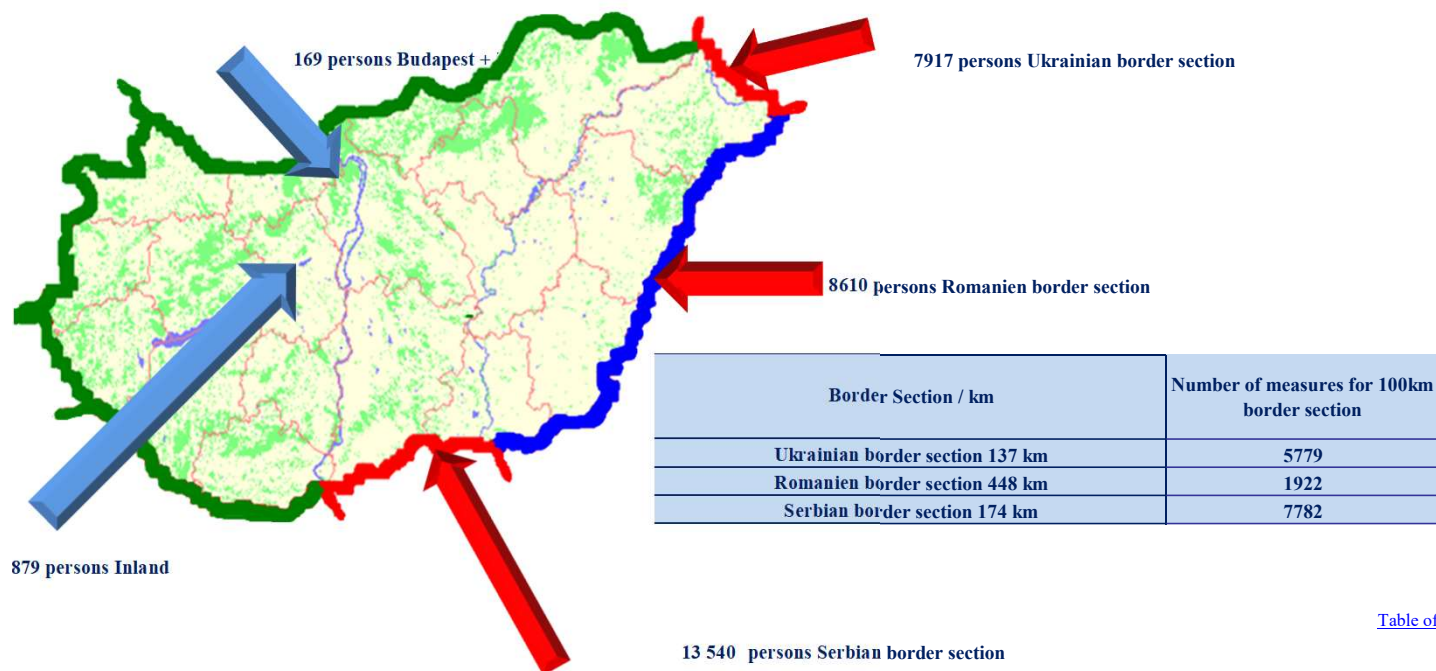 169 persons Budapest +
7917 persons Ukrainian border section
8610 persons Romanien border section
Border Section / km
Number of measures for 100km
border section
Ukrainian border section 137 km 5779
Romanien border section 448 km 1922
Serbian border section 174 km 7782
879 persons Inland
Table of
13 540 persons Serbian border section